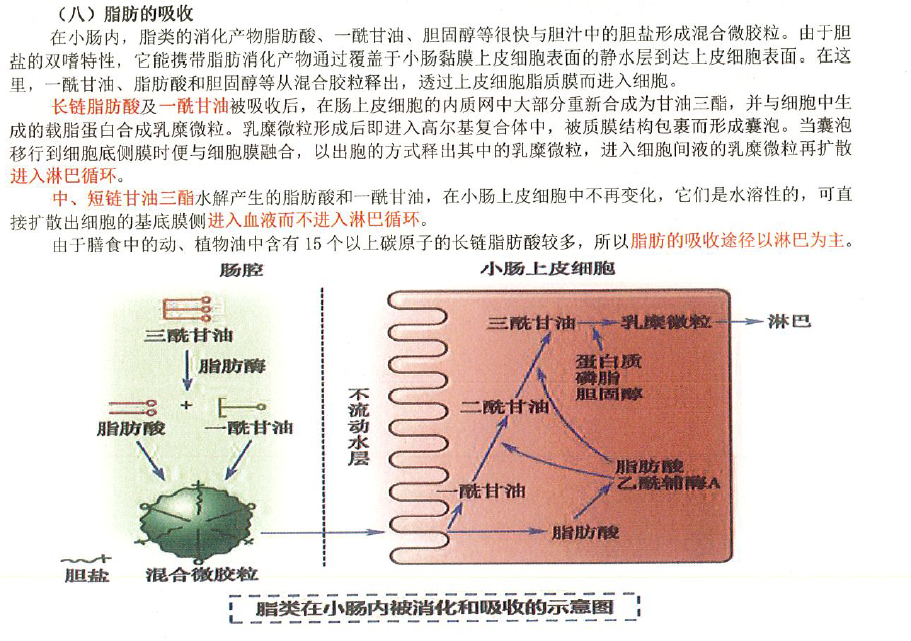 （八）脂肪的吸收
在小肠内，脂类的消化产物脂肪酸、一酰甘油、胆固醇等很快与胆汁中的胆盐形成混合微胶粒。由于胆
盐的双嗜特性，它能携带脂肪消化产物通过覆盖于小肠黏膜上皮细胞表面的静水层到达上皮细胞表面。在这
里，一酰甘油、脂肪酸和胆固醇等从混合胶粒释出，透过上皮细胞脂质膜而进入细胞。
长链脂肪酸及一酰甘油被吸收后，在肠上皮细胞的内质网中大部分重新合成为甘油三酯，并与细胞中生
成的载脂蛋白合成乳糜微粒。乳糜微粒形成后即进入高尔基复合体中，被质膜结构包裹而形成囊泡。当囊泡
移行到细胞底侧膜时便与细胞膜融合，以出胞的方式释出其中的乳糜微粒，进入细胞间液的乳糜微粒再扩散
进入淋巴循环。
中、短链甘油三酯水解产生的脂肪酸和一酰甘油，在小肠上皮细胞中不再变化，它们是水溶性的，可直
接扩散出细胞的基底膜侧进入血液而不进入淋巴循环。
由于膳食中的动、植物油中含有 15 个以上碳原子的长链脂肪酸较多，所以脂肪的吸收途径以淋巴为主。
肠腔
小肠上皮细胞
三酰甘油
脂肪酶
+
脂肪酸
一酰甘油
胆盐
混合微胶粒
不流动水层
三酰甘油
乳糜微粒
淋巴
蛋白质
磷脂
胆固醇
二酰甘油
脂肪酸
乙酰辅酶A
一酰甘油
脂肪酸
脂类在小肠内被消化和吸收的示意图